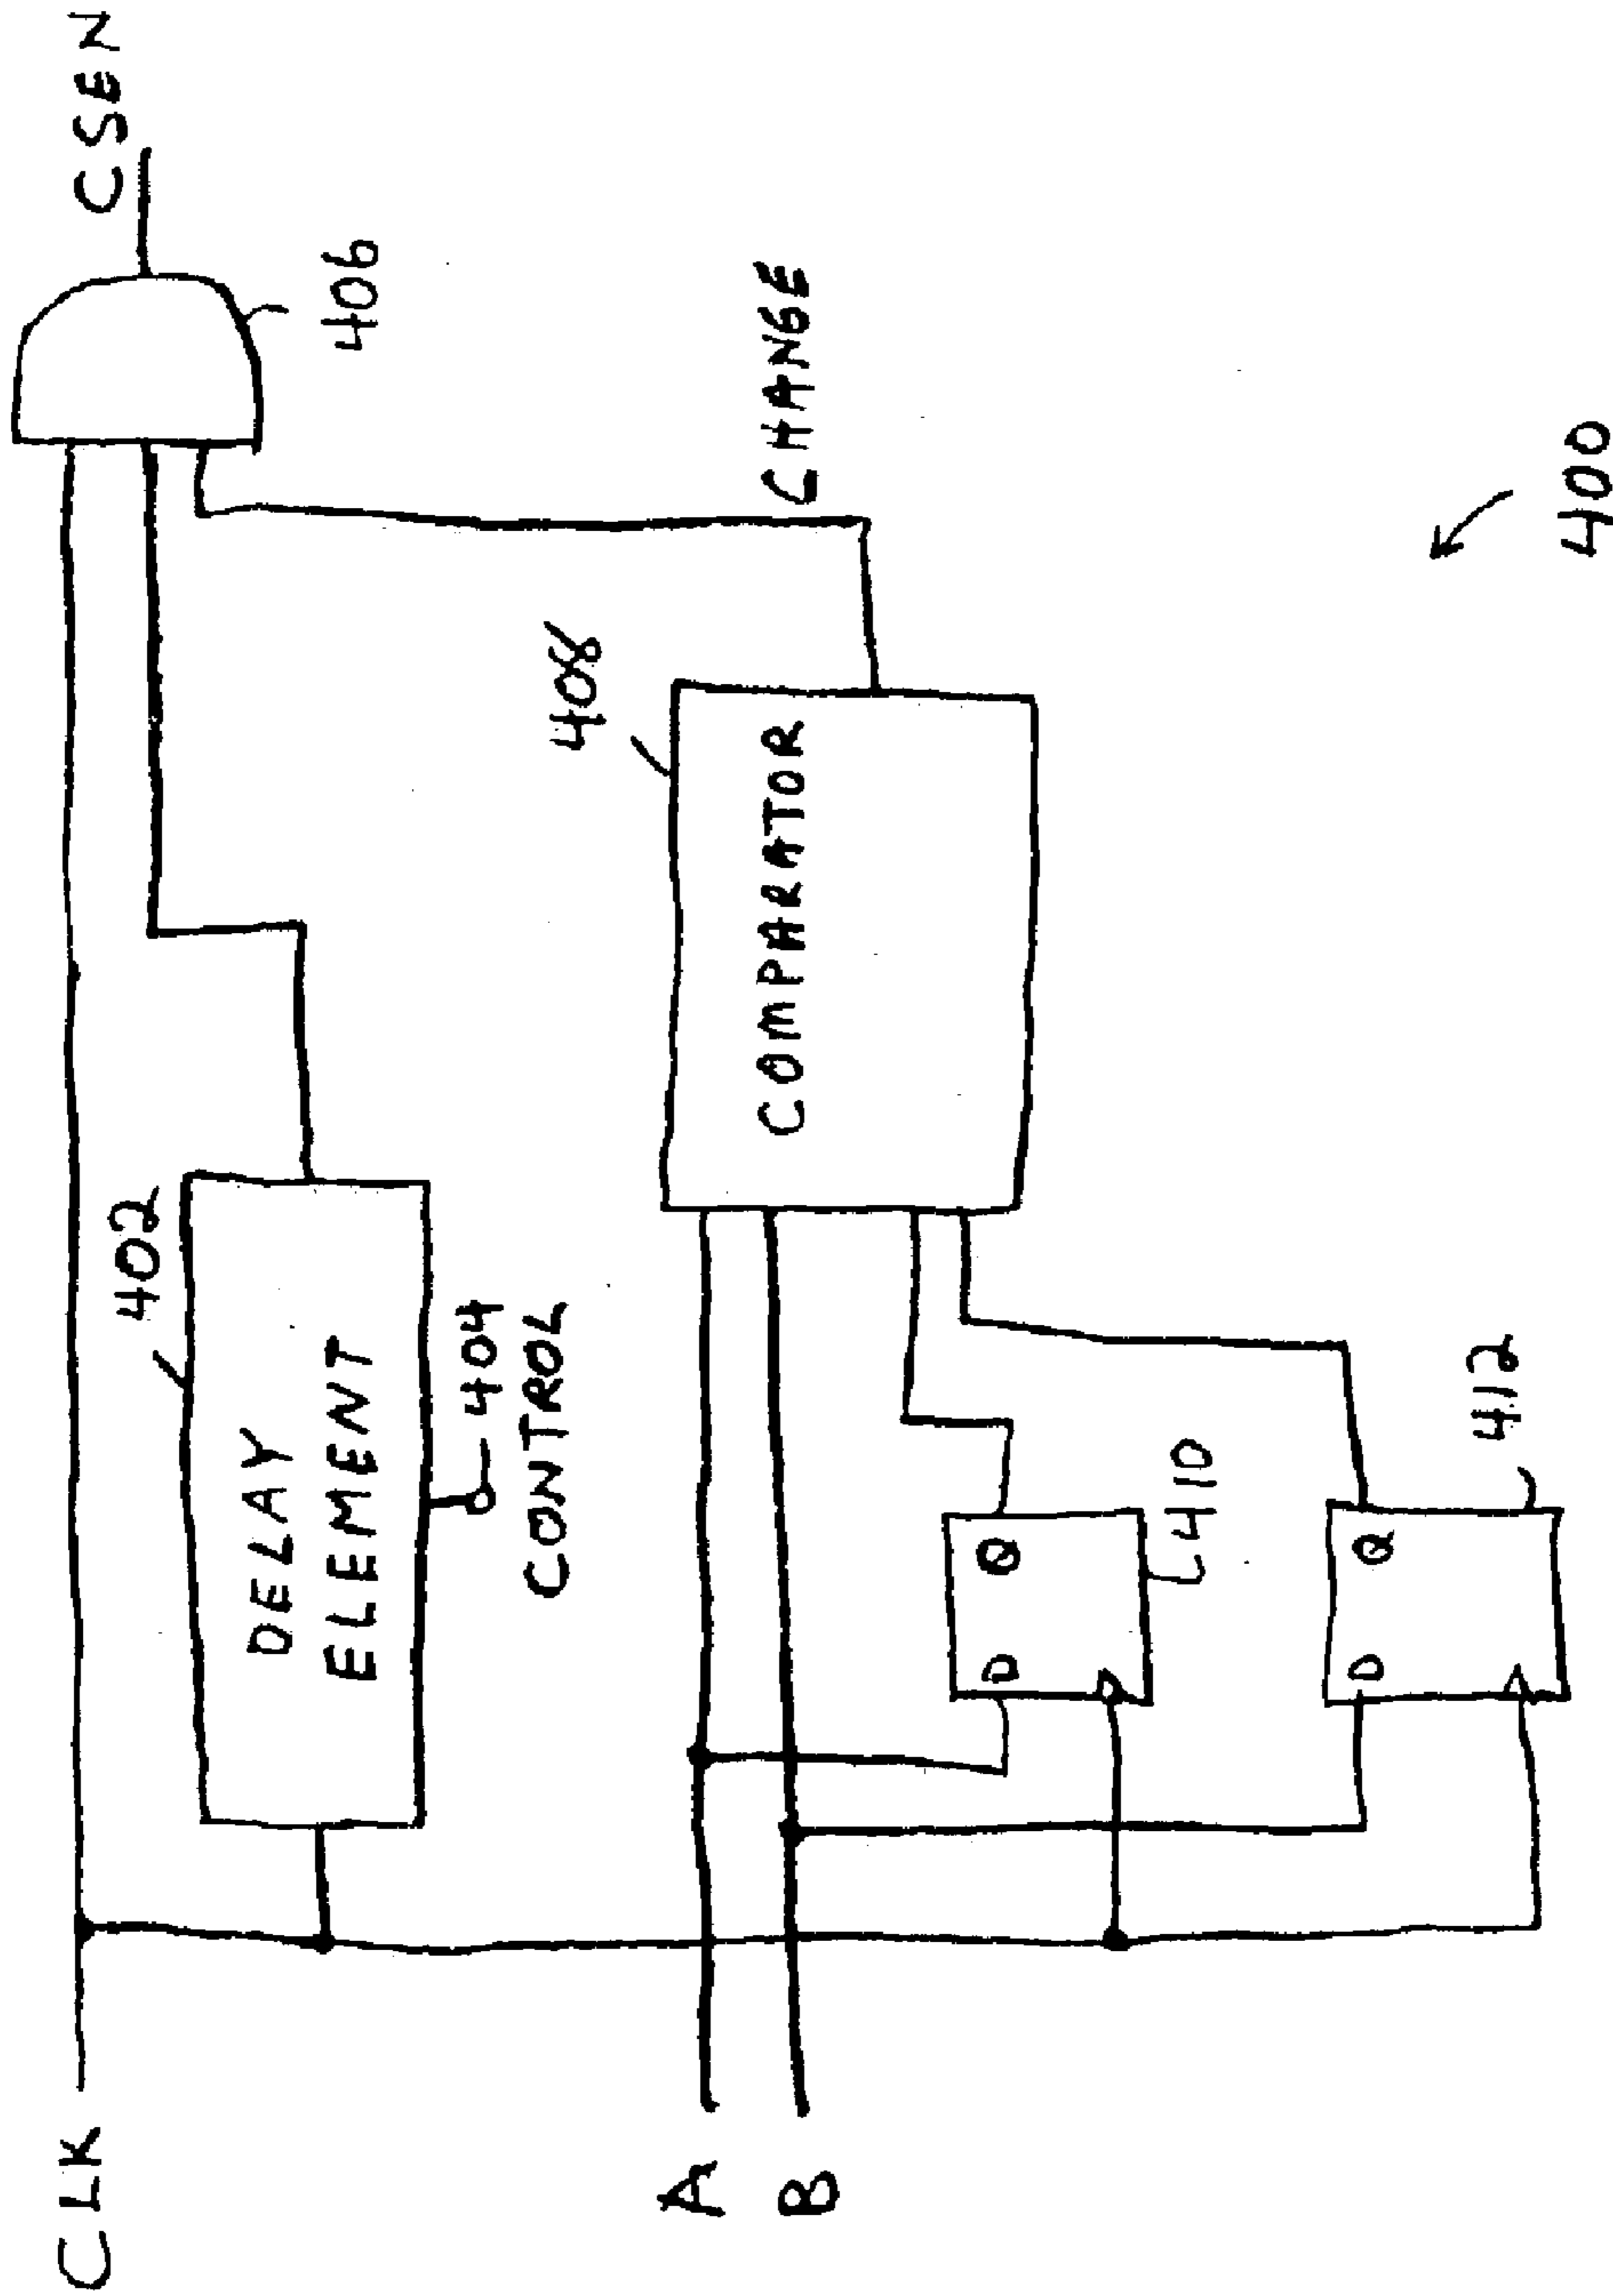 CLK
CSEN
406
402
DELAY
ELEMENT
404
CONTROL
408
COMPARATOR
CHANGE
A
B
D
Q
410
D
Q
412
400